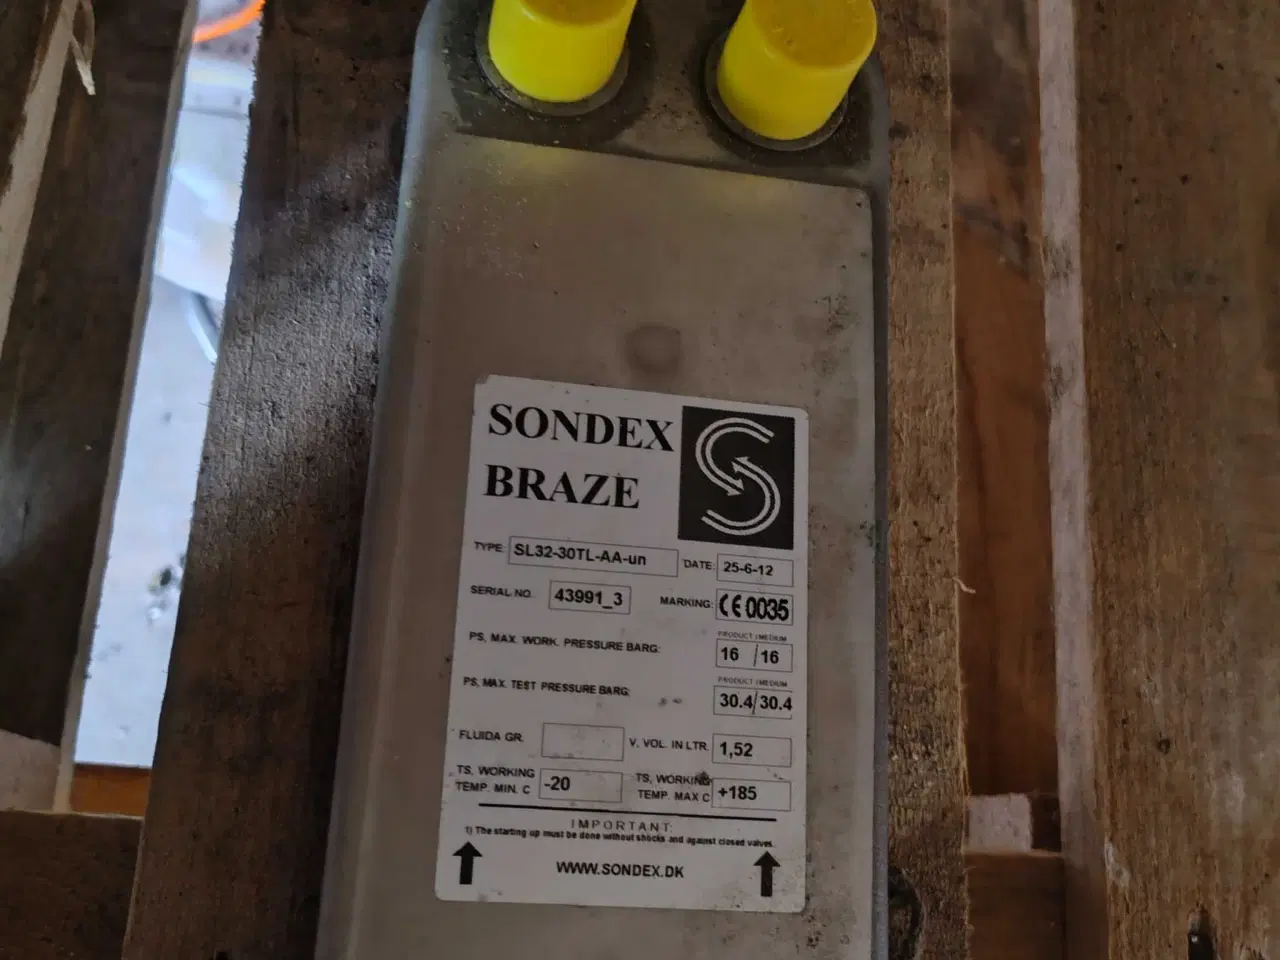 SONDEX
BRAZE
TYPE: SL32-30TL-AA-un DATE: 25-6-12
SERIAL NO. 43991_3 MARKING: CE 0035
PS, MAX. WORK. PRESSURE BARG: PRODUCT / MEDIUM
16 / 16
PS, MAX. TEST PRESSURE BARG: PRODUCT / MEDIUM
30.4/30.4
FLUIDA GR. V. VOL. IN LTR. 1,52
TS, WORKING TEMP. MIN. C -20 TS, WORKING TEMP. MAX C +185
IMPORTANT:
1) The starting up must be done without shocks and against closed valves.
WWW.SONDEX.DK